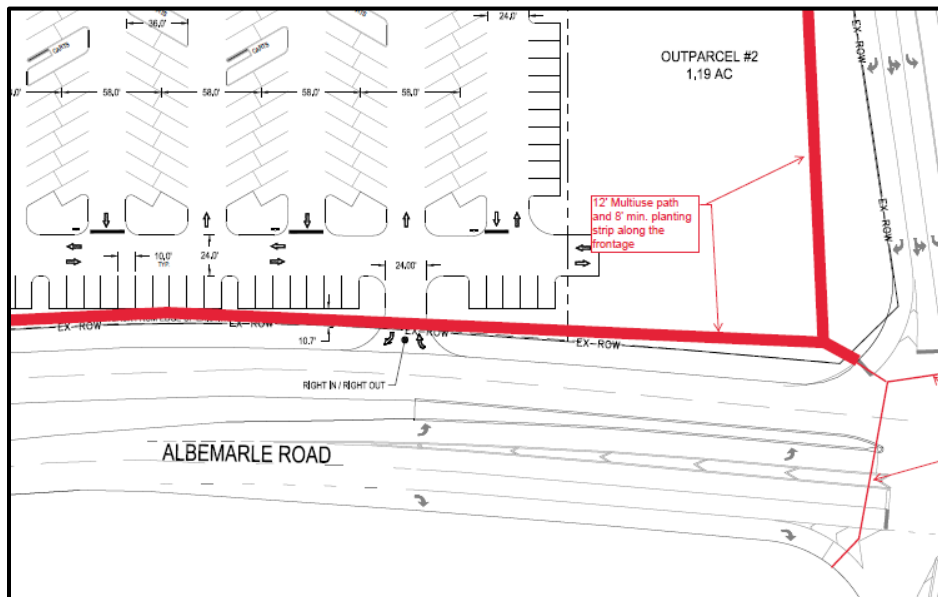 36.0'
24.0'
CARTS
CARTS
OUTPARCEL #2
1,19 AC
58.0'
58.0'
58.0'
58.0'
12' Multiuse path
and 8' min. planting
strip along the
frontage
EX-ROW
10.0'
TYP.
24.0'
24.00'
EX-ROW
EX-ROW
EX-ROW
EX-ROW
10.7'
RIGHT IN / RIGHT OUT
ALBEMARLE ROAD